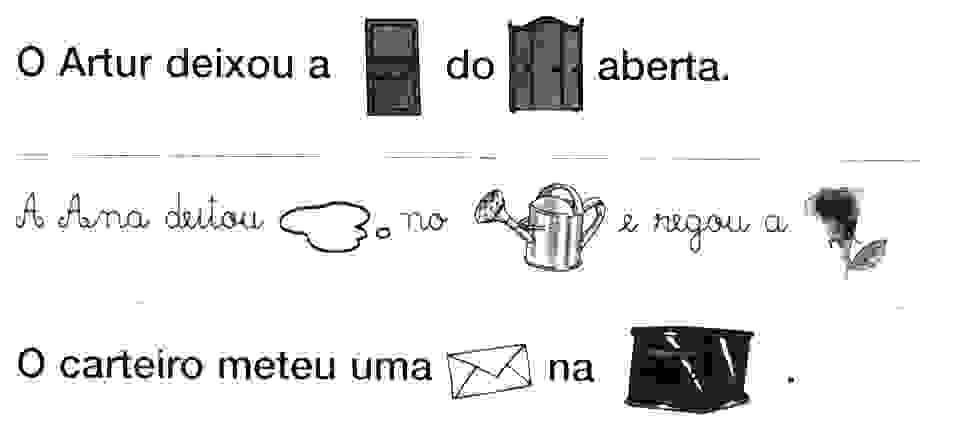 O Artur deixou a do aberta.
A Ana deitou no e regou a
O carteiro meteu uma na .